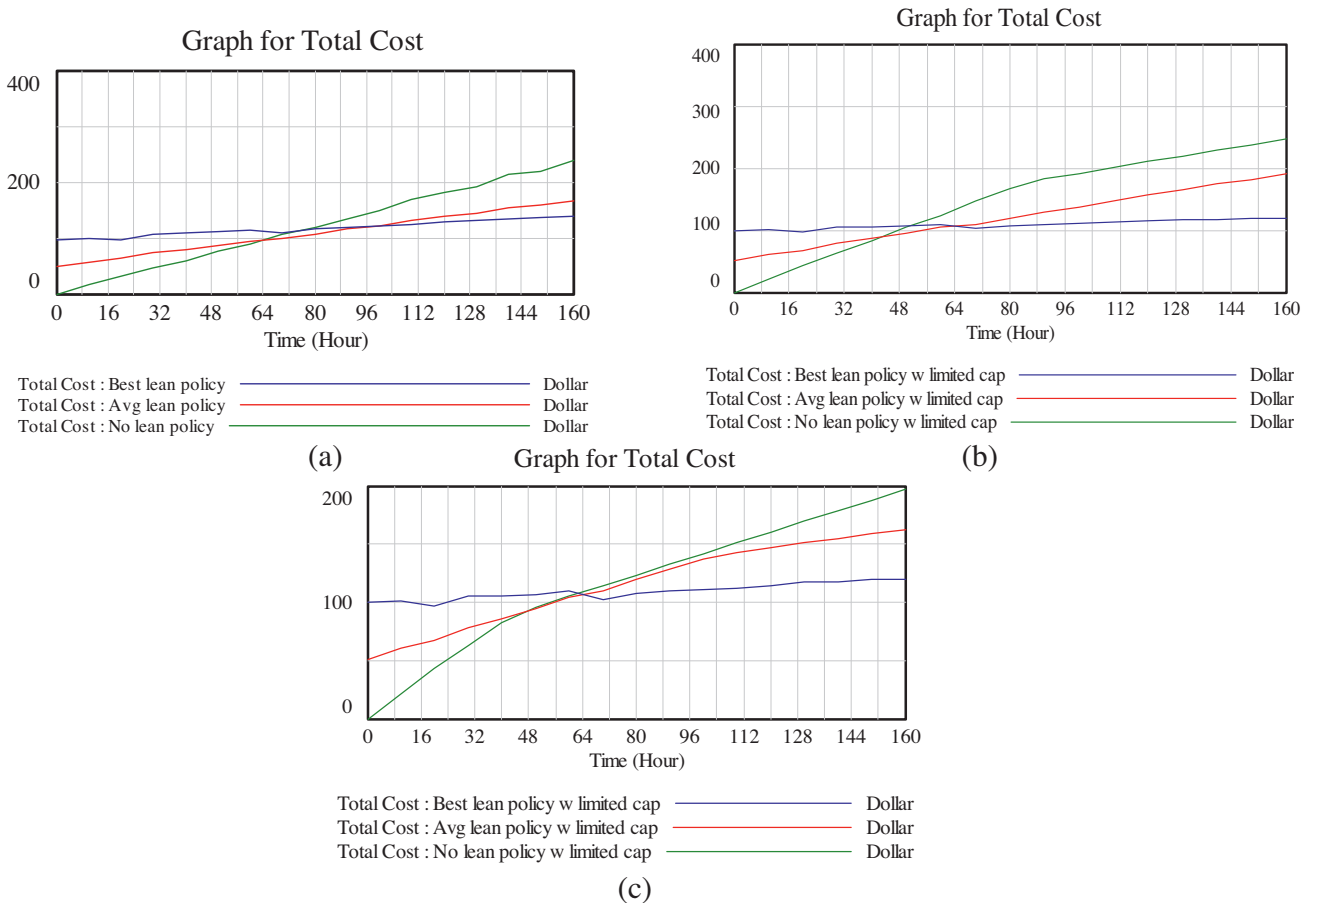 Graph for Total Cost
400
200
0
0 16 32 48 64 80 96 112 128 144 160
Time (Hour)
Total Cost : Best lean policy Dollar
Total Cost : Avg lean policy Dollar
Total Cost : No lean policy Dollar
(a)
Graph for Total Cost
400
300
200
100
0
0 16 32 48 64 80 96 112 128 144 160
Time (Hour)
Total Cost : Best lean policy w limited cap Dollar
Total Cost : Avg lean policy w limited cap Dollar
Total Cost : No lean policy w limited cap Dollar
(b)
Graph for Total Cost
200
100
0
0 16 32 48 64 80 96 112 128 144 160
Time (Hour)
Total Cost : Best lean policy w limited cap Dollar
Total Cost : Avg lean policy w limited cap Dollar
Total Cost : No lean policy w limited cap Dollar
(c)